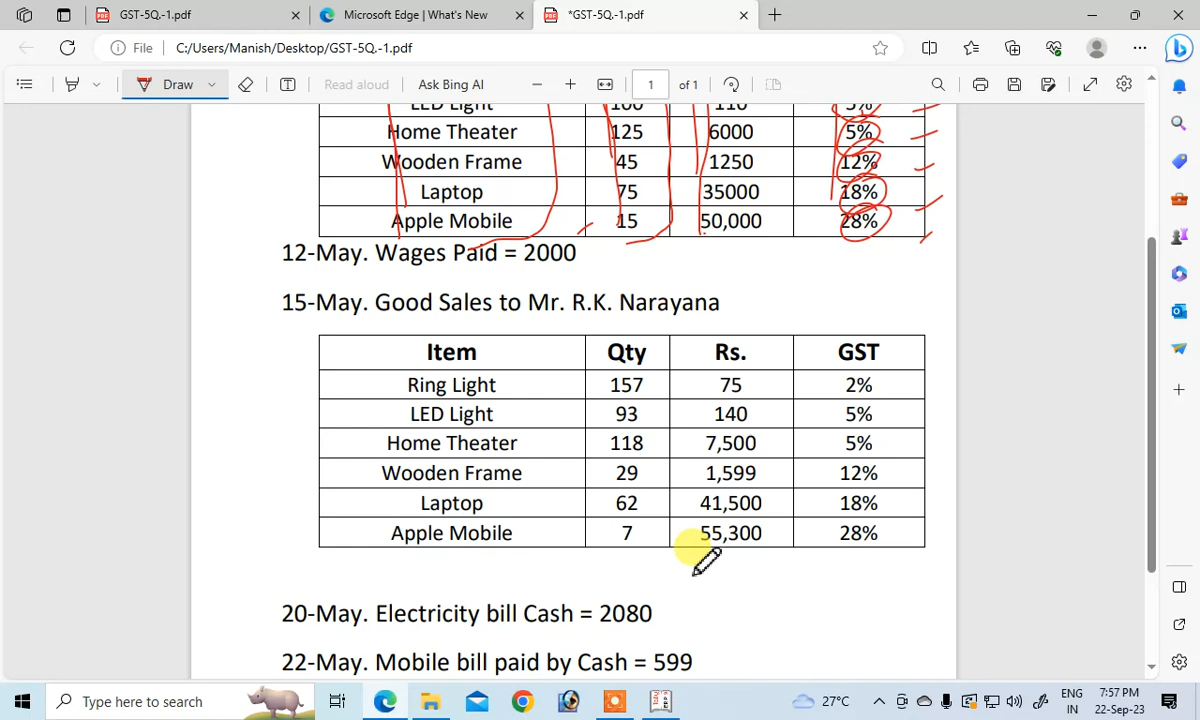 GST-5Q.-1.pdf
Microsoft Edge | What's New
*GST-5Q.-1.pdf
File
C:/Users/Manish/Desktop/GST-5Q.-1.pdf
Draw
Read aloud
Ask Bing AI
1
of 1
LED Light 100 110 5%
Home Theater 125 6000 5%
Wooden Frame 45 1250 12%
Laptop 75 35000 18%
Apple Mobile 15 50,000 28%
12-May. Wages Paid = 2000
15-May. Good Sales to Mr. R.K. Narayana
Item Qty Rs. GST
Ring Light 157 75 2%
LED Light 93 140 5%
Home Theater 118 7,500 5%
Wooden Frame 29 1,599 12%
Laptop 62 41,500 18%
Apple Mobile 7 55,300 28%
20-May. Electricity bill Cash = 2080
22-May. Mobile bill paid by Cash = 599
Type here to search
27°C
ENG
IN
7:57 PM
22-Sep-23